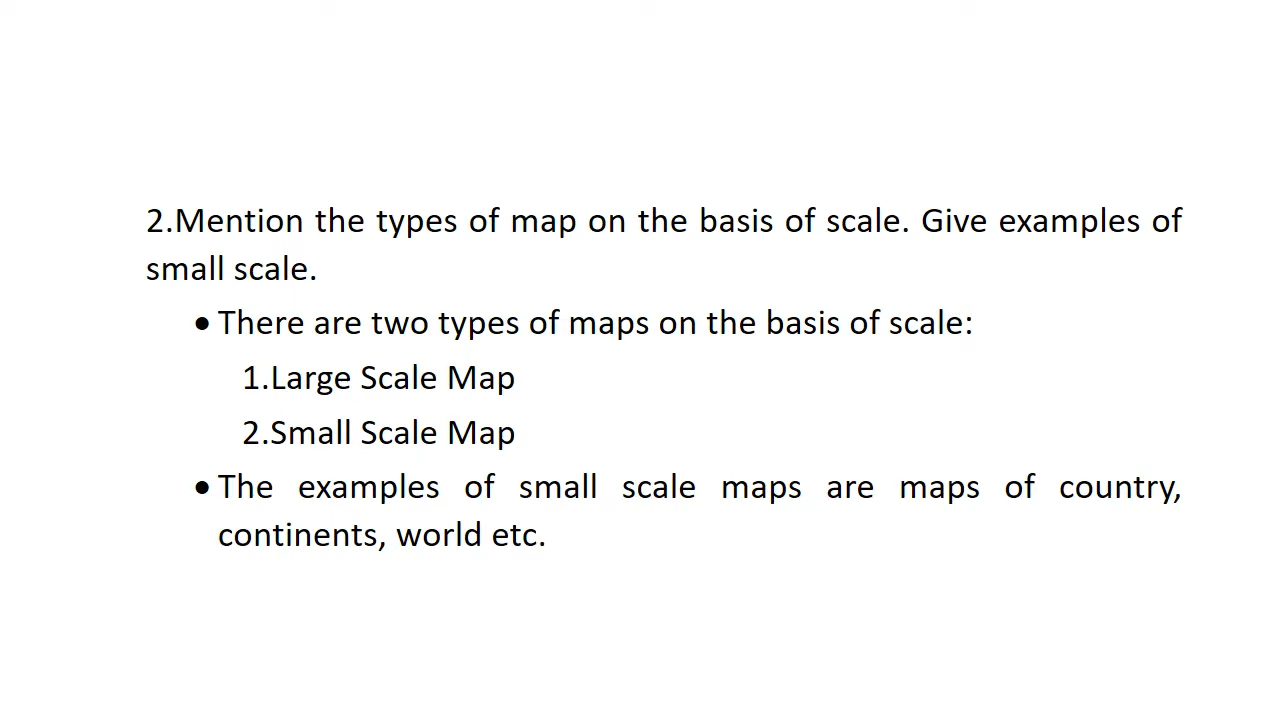 2.Mention the types of map on the basis of scale. Give examples of
small scale.
• There are two types of maps on the basis of scale:
1.Large Scale Map
2.Small Scale Map
• The examples of small scale maps are maps of country,
continents, world etc.